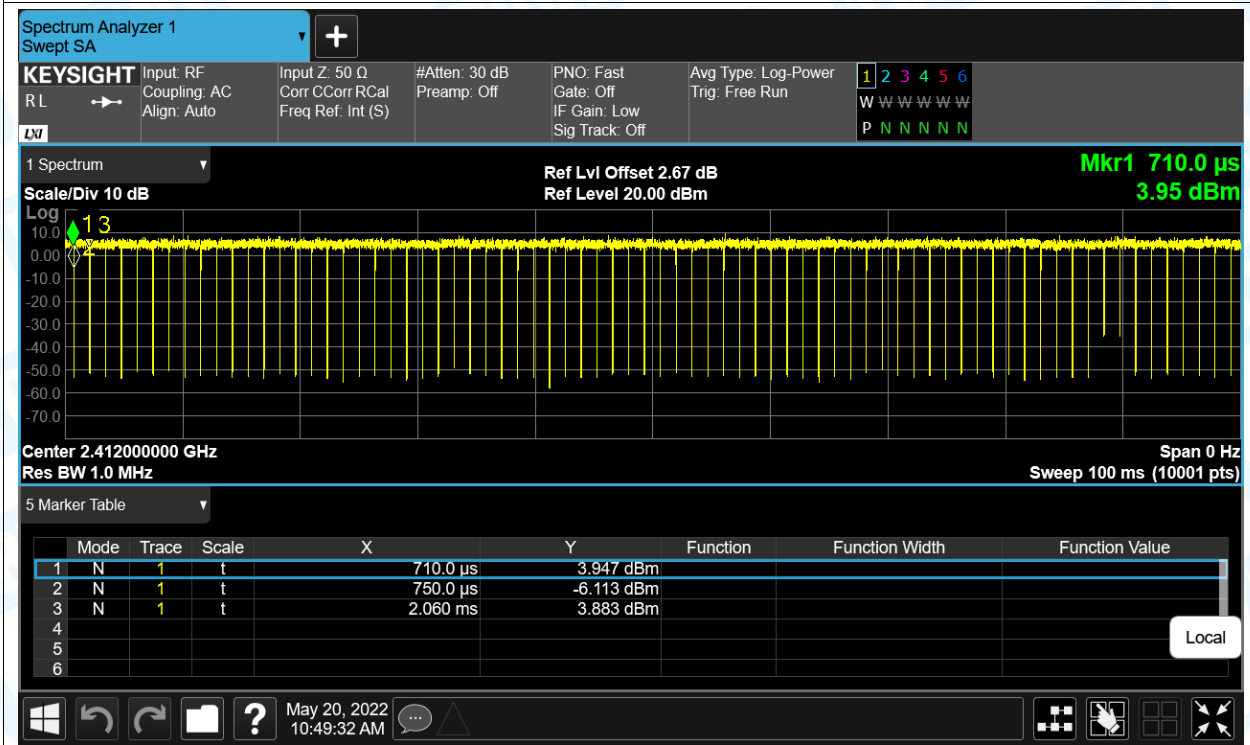 Spectrum Analyzer 1
Swept SA
KEYSIGHT
R L
LXI
Input: RF
Coupling: AC
Align: Auto
Input Z: 50 Ω
Corr CCorr RCal
Freq Ref: Int (S)
#Atten: 30 dB
Preamp: Off
PNO: Fast
Gate: Off
IF Gain: Low
Sig Track: Off
Avg Type: Log-Power
Trig: Free Run
1 2 3 4 5 6
W W W W W W
P N N N N N
1 Spectrum
Scale/Div 10 dB
Ref Lvl Offset 2.67 dB
Ref Level 20.00 dBm
Mkr1 710.0 µs
3.95 dBm
Log
1 3
2
10.0
0.00
-10.0
-20.0
-30.0
-40.0
-50.0
-60.0
-70.0
Center 2.412000000 GHz
Span 0 Hz
Res BW 1.0 MHz
Sweep 100 ms (10001 pts)
5 Marker Table
Mode Trace Scale X Y Function Function Width Function Value
1 N 1 t 710.0 µs 3.947 dBm
2 N 1 t 750.0 µs -6.113 dBm
3 N 1 t 2.060 ms 3.883 dBm
4
5
6
Local
?
May 20, 2022
10:49:32 AM